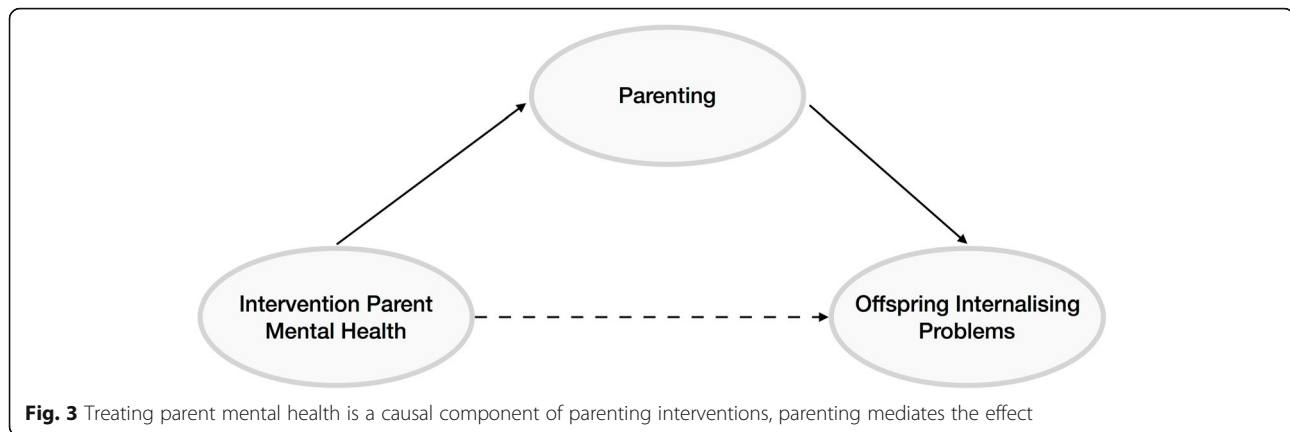 Parenting
Intervention Parent
Mental Health
Offspring Internalising
Problems
Fig. 3 Treating parent mental health is a causal component of parenting interventions, parenting mediates the effect